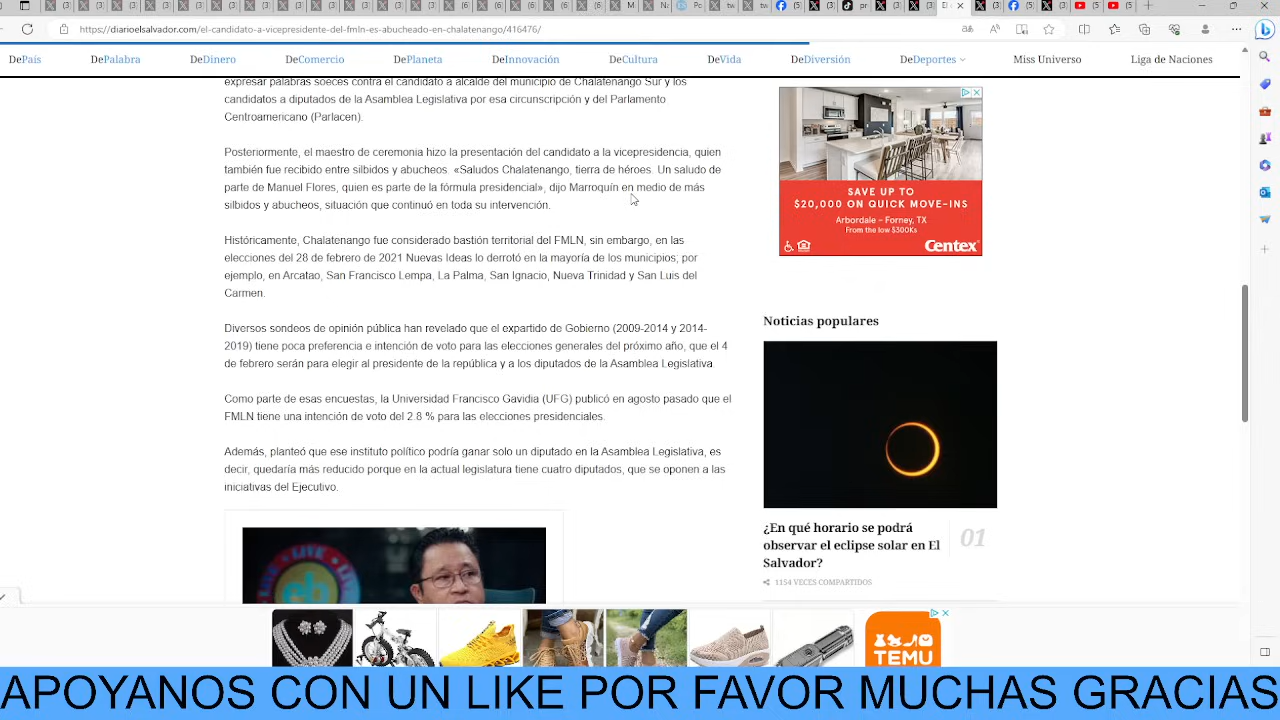 https://diarioelsalvador.com/el-candidato-a-vicepresidente-del-fmln-es-abucheado-en-chalatenango/416476/
DePaís DePalabra DeDinero DeComercio DePlaneta DeInnovación DeCultura DeVida DeDiversión DeDeportes Miss Universo Liga de Naciones
expresar palabras soeces contra el candidato a alcalde del municipio de Chalatenango Sur y los
candidatos a diputados de la Asamblea Legislativa por esa circunscripción y del Parlamento
Centroamericano (Parlacen).
Posteriormente, el maestro de ceremonia hizo la presentación del candidato a la vicepresidencia, quien
también fue recibido entre silbidos y abucheos. «Saludos Chalatenango, tierra de héroes. Un saludo de
parte de Manuel Flores, quien es parte de la fórmula presidencial», dijo Marroquín en medio de más
silbidos y abucheos, situación que continuó en toda su intervención.
Históricamente, Chalatenango fue considerado bastión territorial del FMLN, sin embargo, en las
elecciones del 28 de febrero de 2021 Nuevas Ideas lo derrotó en la mayoría de los municipios; por
ejemplo, en Arcatao, San Francisco Lempa, La Palma, San Ignacio, Nueva Trinidad y San Luis del
Carmen.
Diversos sondeos de opinión pública han revelado que el expartido de Gobierno (2009-2014 y 2014-
2019) tiene poca preferencia e intención de voto para las elecciones generales del próximo año, que el 4
de febrero serán para elegir al presidente de la república y a los diputados de la Asamblea Legislativa.
Como parte de esas encuestas, la Universidad Francisco Gavidia (UFG) publicó en agosto pasado que el
FMLN tiene una intención de voto del 2.8 % para las elecciones presidenciales.
Además, planteó que ese instituto político podría ganar solo un diputado en la Asamblea Legislativa, es
decir, quedaría más reducido porque en la actual legislatura tiene cuatro diputados, que se oponen a las
iniciativas del Ejecutivo.
SAVE UP TO
$20,000 ON QUICK MOVE-INS
Arbordale – Forney, TX
From the low $300Ks
Centex
Noticias populares
¿En qué horario se podrá
observar el eclipse solar en El
Salvador?
01
1154 VECES COMPARTIDOS
TEMU
APOYANOS CON UN LIKE POR FAVOR MUCHAS GRACIAS